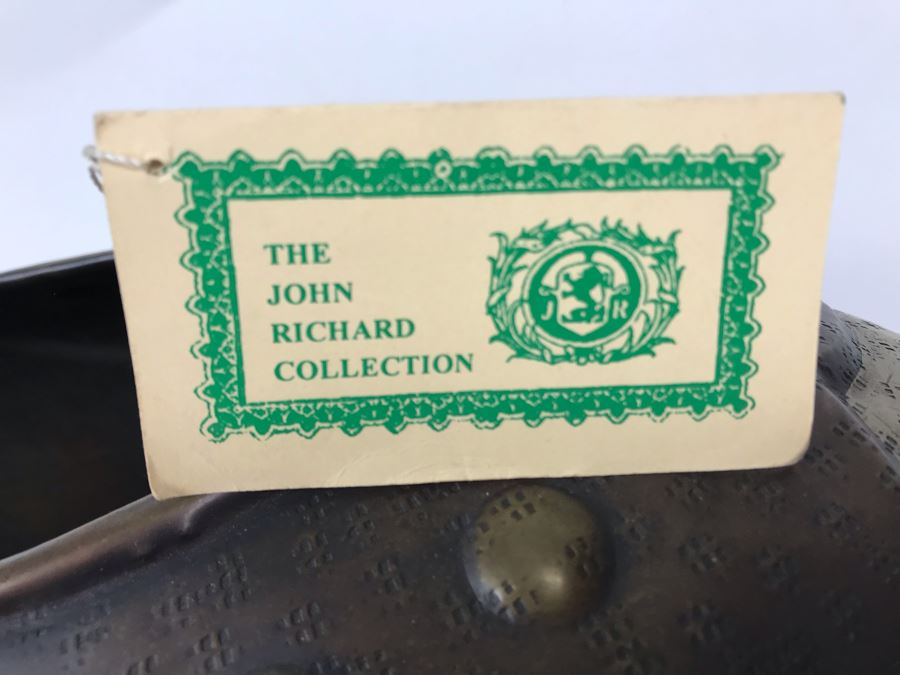 THE
JOHN
RICHARD
COLLECTION
J R